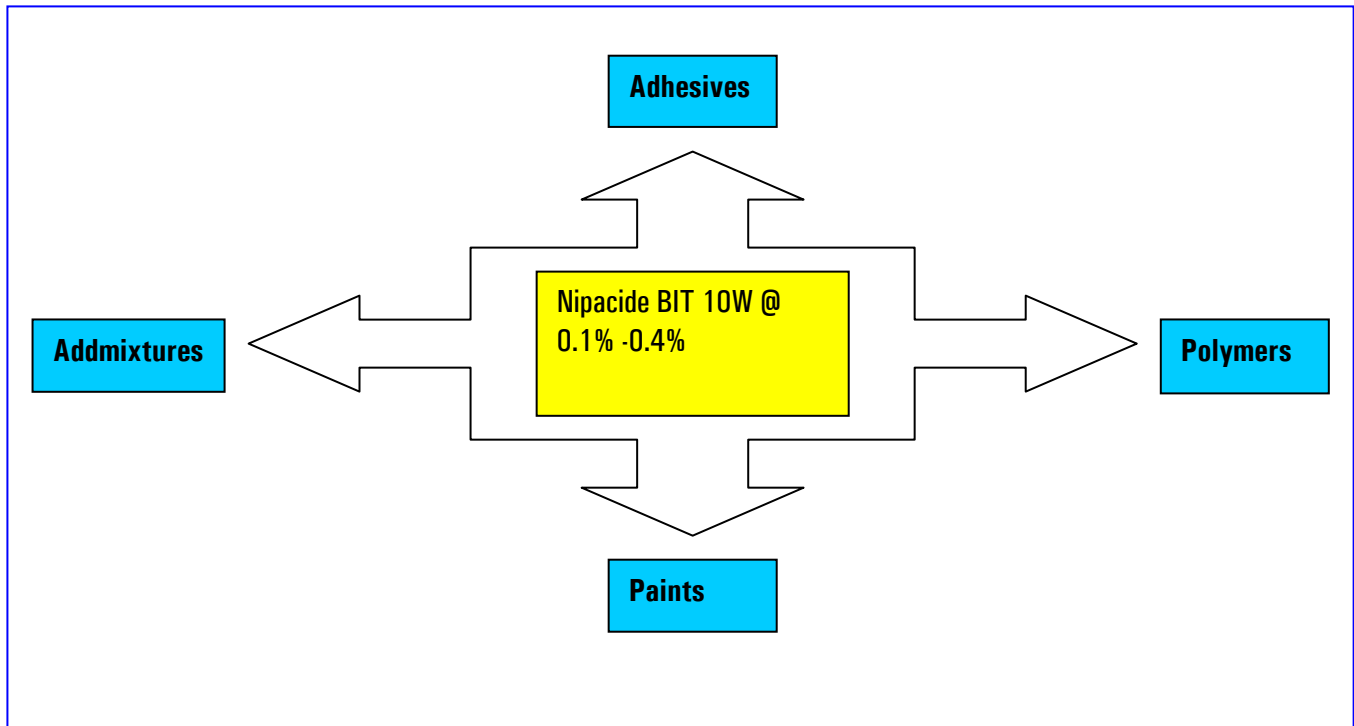 Adhesives
Nipacide BIT 10W @
0.1% -0.4%
Addmixtures
Polymers
Paints